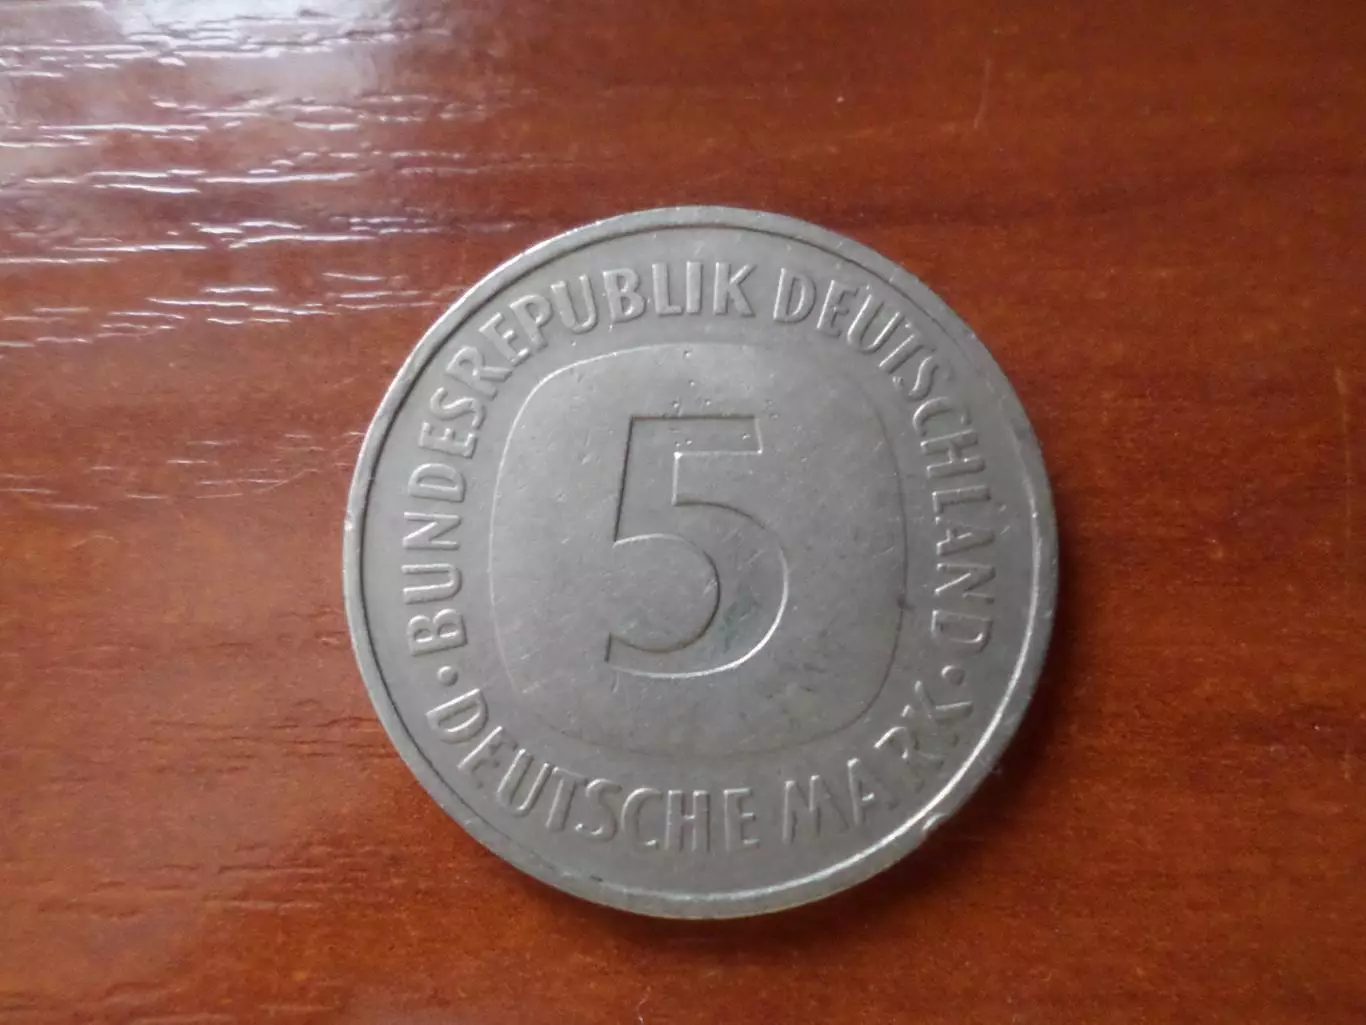 BUNDESREPUBLIK DEUTSCHLAND
5
· DEUTSCHE MARK ·